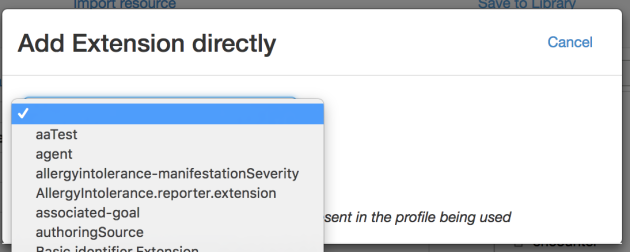 Import resource
Save to Library
Add Extension directly
Cancel
aaTest
agent
allergyintolerance-manifestationSeverity
AllergyIntolerance.reporter.extension
associated-goal
sent in the profile being used
authoringSource
Basic identifier Extension
encounter